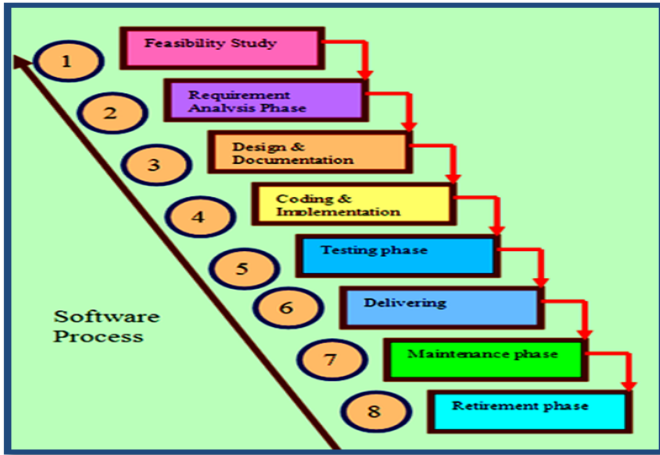 1
Feasibility Study
2
Requirement
Analysis Phase
3
Design &
Documentation
4
Coding &
Implementation
5
Testing phase
6
Delivering
Software
Process
7
Maintenance phase
8
Retirement phase